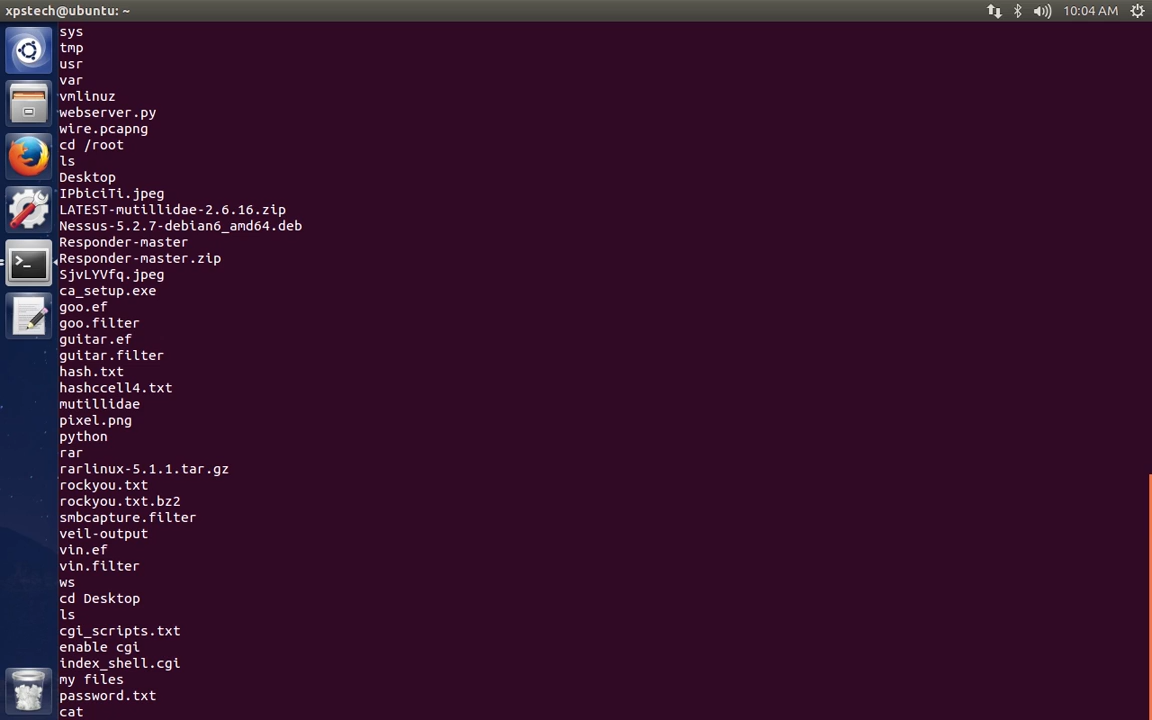 xpstech@ubuntu: ~
10:04 AM
sys
tmp
usr
var
vmlinuz
webserver.py
wire.pcapng
cd /root
ls
Desktop
IPbiciTi.jpeg
LATEST-mutillidae-2.6.16.zip
Nessus-5.2.7-debian6_amd64.deb
Responder-master
Responder-master.zip
SjvLYVfq.jpeg
ca_setup.exe
goo.ef
goo.filter
guitar.ef
guitar.filter
hash.txt
hashccell4.txt
mutillidae
pixel.png
python
rar
rarlinux-5.1.1.tar.gz
rockyou.txt
rockyou.txt.bz2
smbcapture.filter
veil-output
vin.ef
vin.filter
ws
cd Desktop
ls
cgi_scripts.txt
enable cgi
index_shell.cgi
my files
password.txt
cat